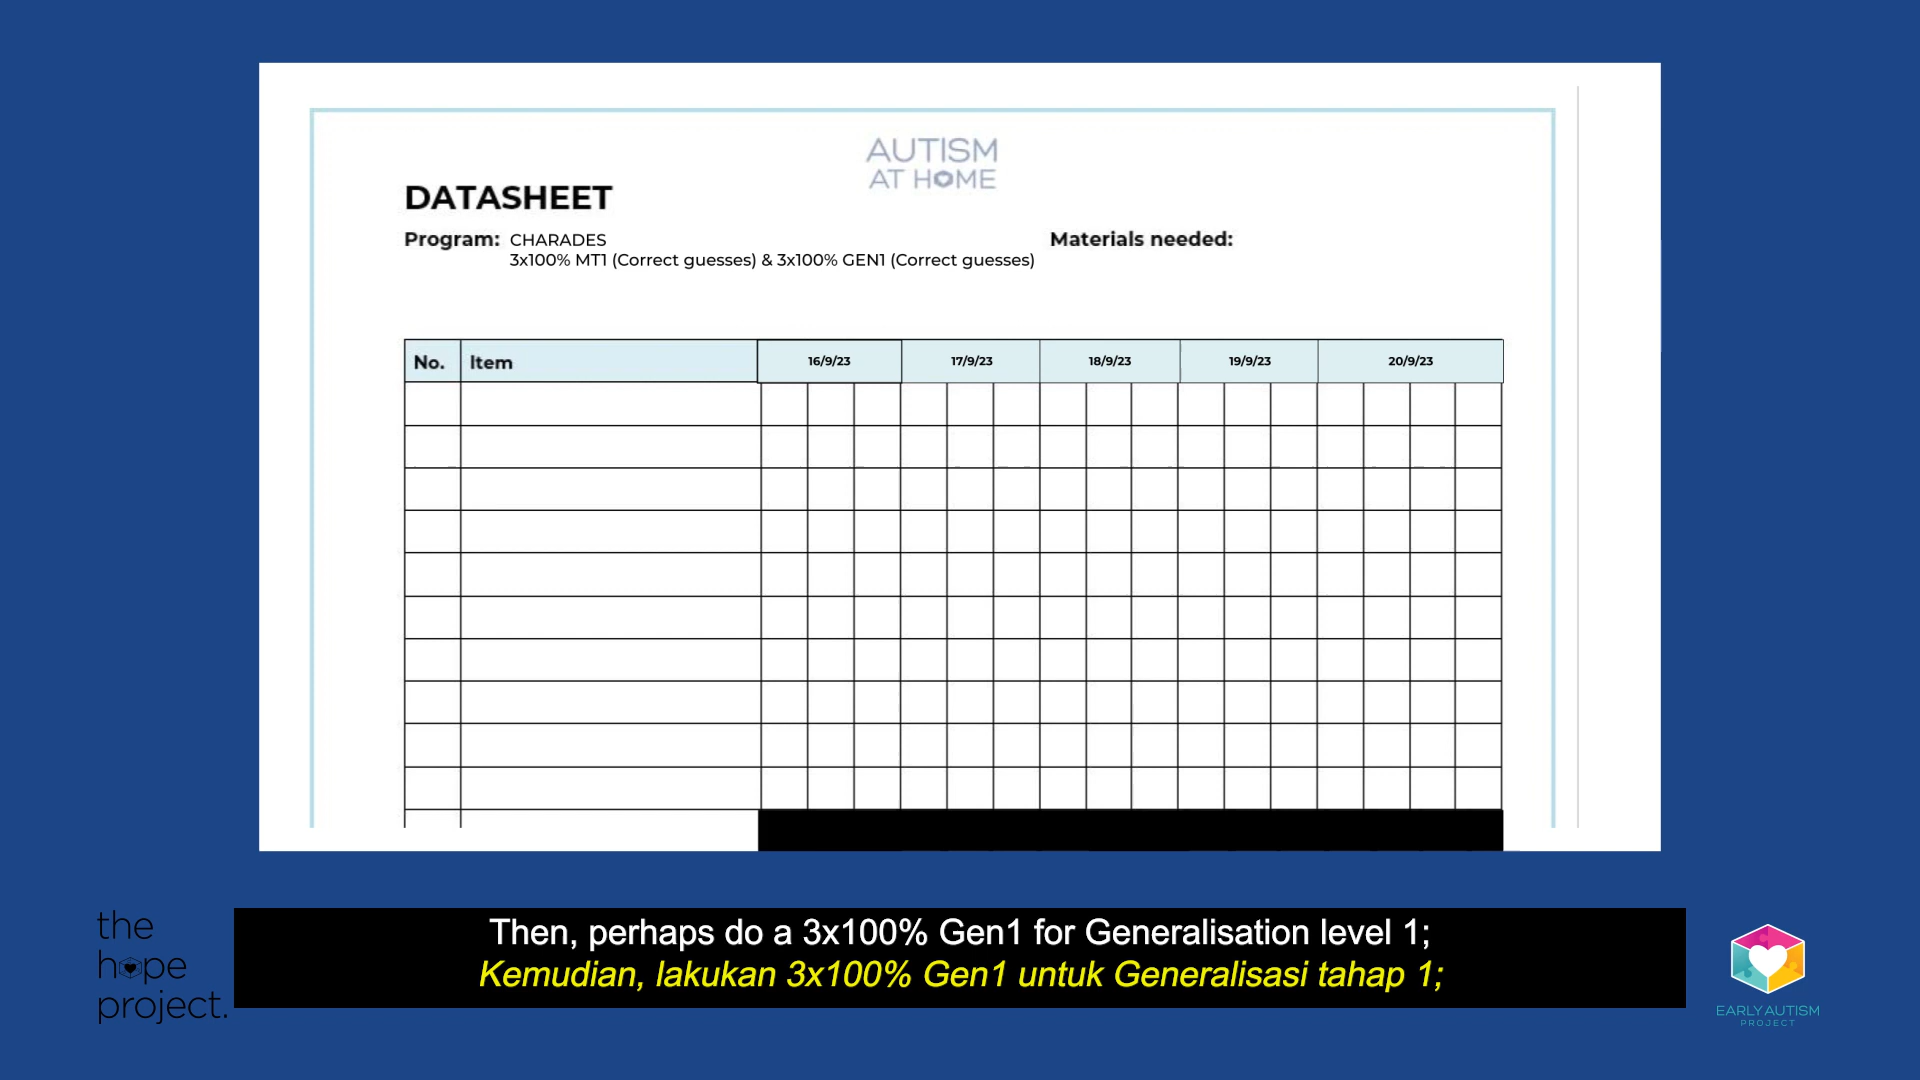 AUTISM
AT HOME
DATASHEET
Program: CHARADES
3x100% MT1 (Correct guesses) & 3x100% GEN1 (Correct guesses)
Materials needed:
No. Item 16/9/23 17/9/23 18/9/23 19/9/23 20/9/23
Then, perhaps do a 3x100% Gen1 for Generalisation level 1;
Kemudian, lakukan 3x100% Gen1 untuk Generalisasi tahap 1;
the
hope
project.
EARLY AUTISM
PROJECT